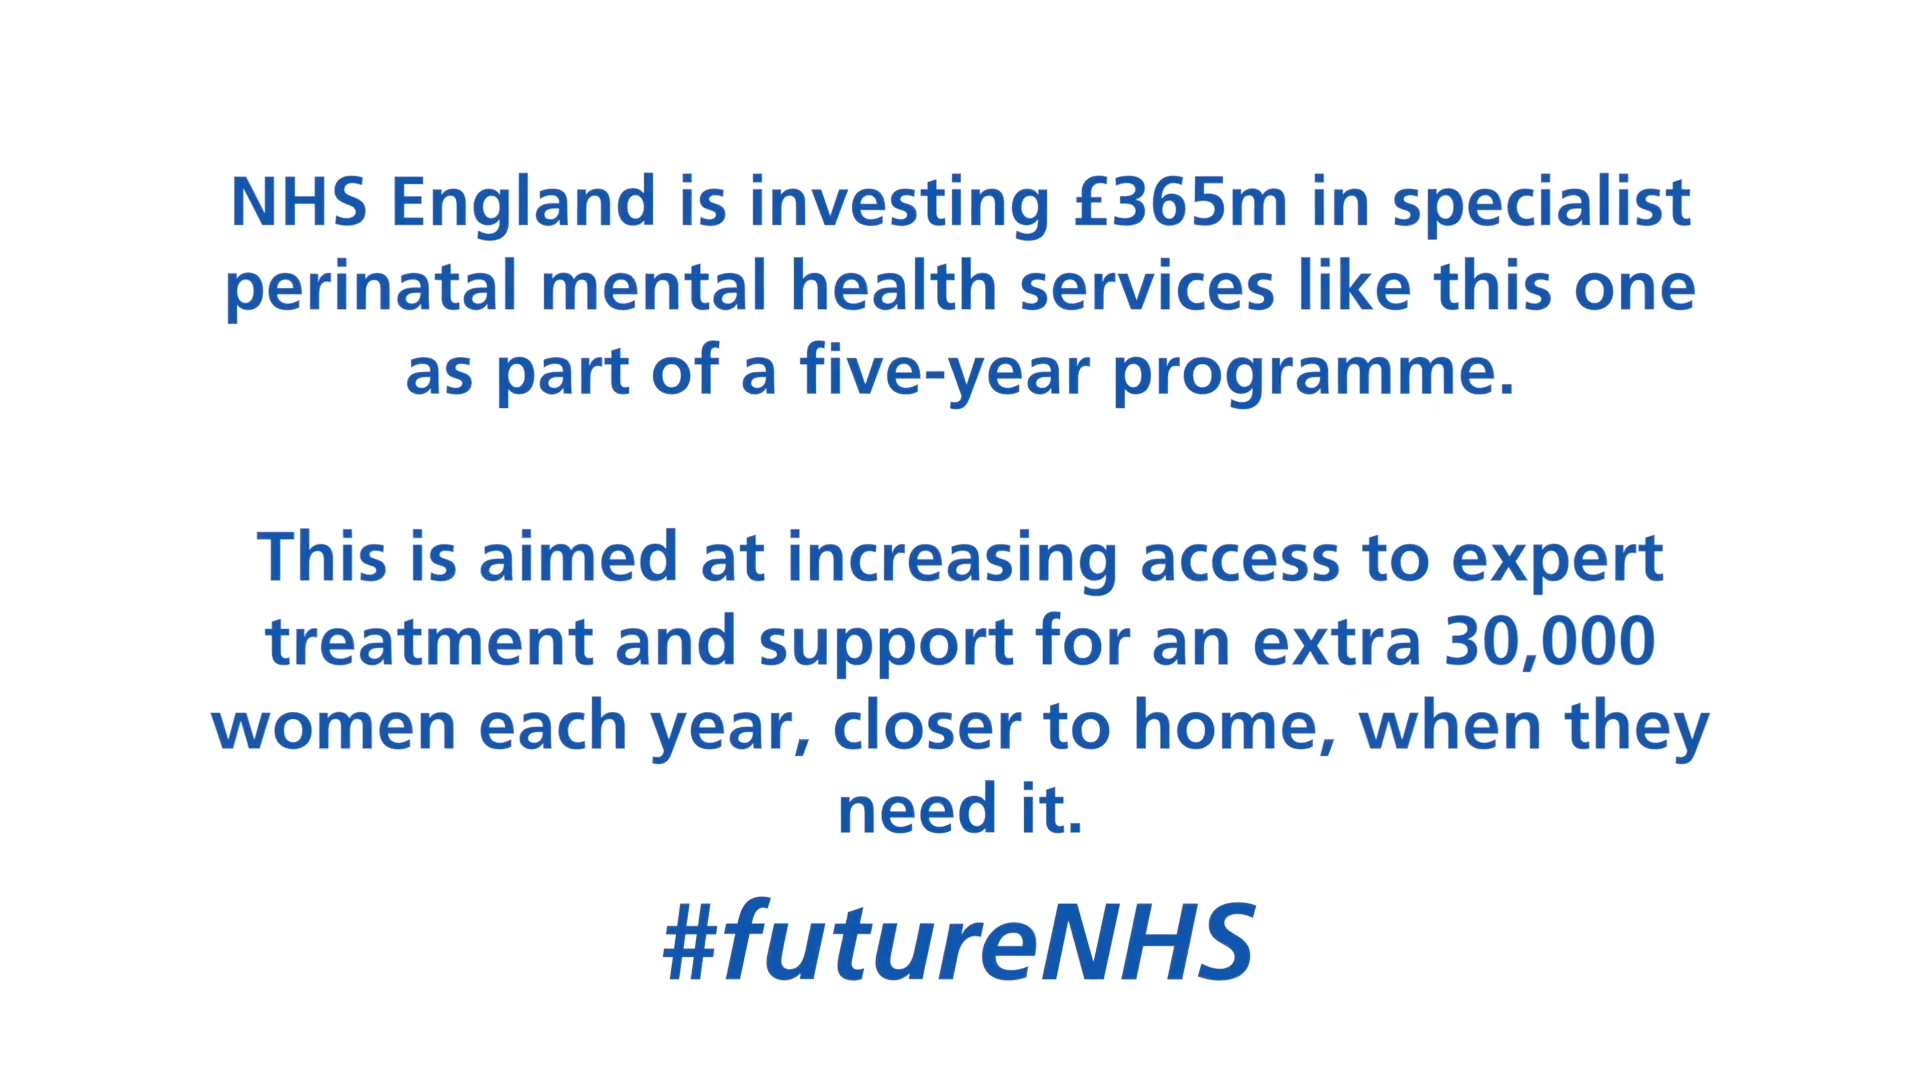 NHS England is investing £365m in specialist
perinatal mental health services like this one
as part of a five-year programme.
This is aimed at increasing access to expert
treatment and support for an extra 30,000
women each year, closer to home, when they
need it.
#futureNHS